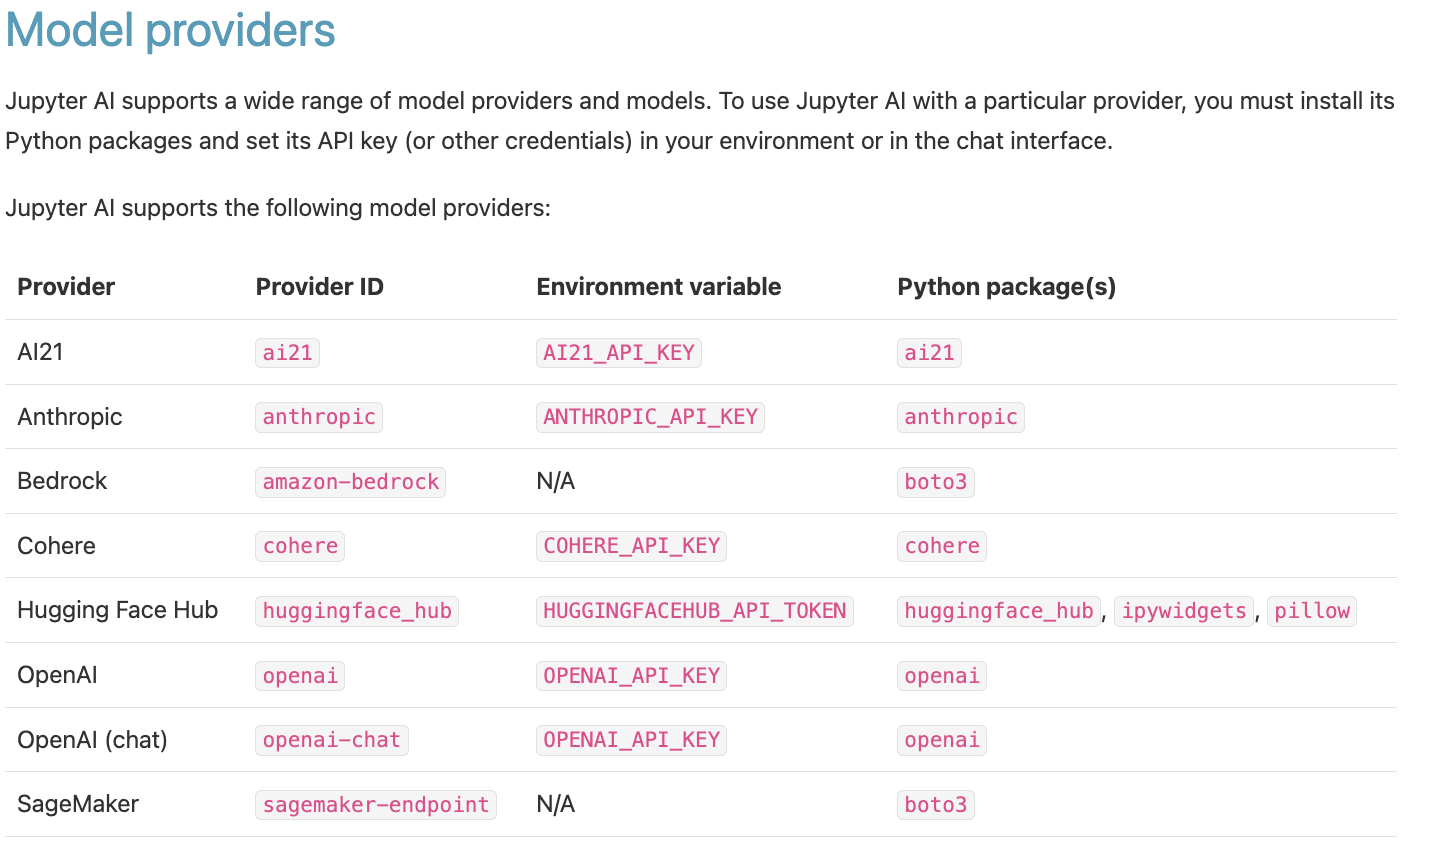 Model providers
Jupyter AI supports a wide range of model providers and models. To use Jupyter AI with a particular provider, you must install its
Python packages and set its API key (or other credentials) in your environment or in the chat interface.
Jupyter AI supports the following model providers:
Provider Provider ID Environment variable Python package(s)
AI21 ai21 AI21_API_KEY ai21
Anthropic anthropic ANTHROPIC_API_KEY anthropic
Bedrock amazon-bedrock N/A boto3
Cohere cohere COHERE_API_KEY cohere
Hugging Face Hub huggingface_hub HUGGINGFACEHUB_API_TOKEN huggingface_hub, ipywidgets, pillow
OpenAI openai OPENAI_API_KEY openai
OpenAI (chat) openai-chat OPENAI_API_KEY openai
SageMaker sagemaker-endpoint N/A boto3